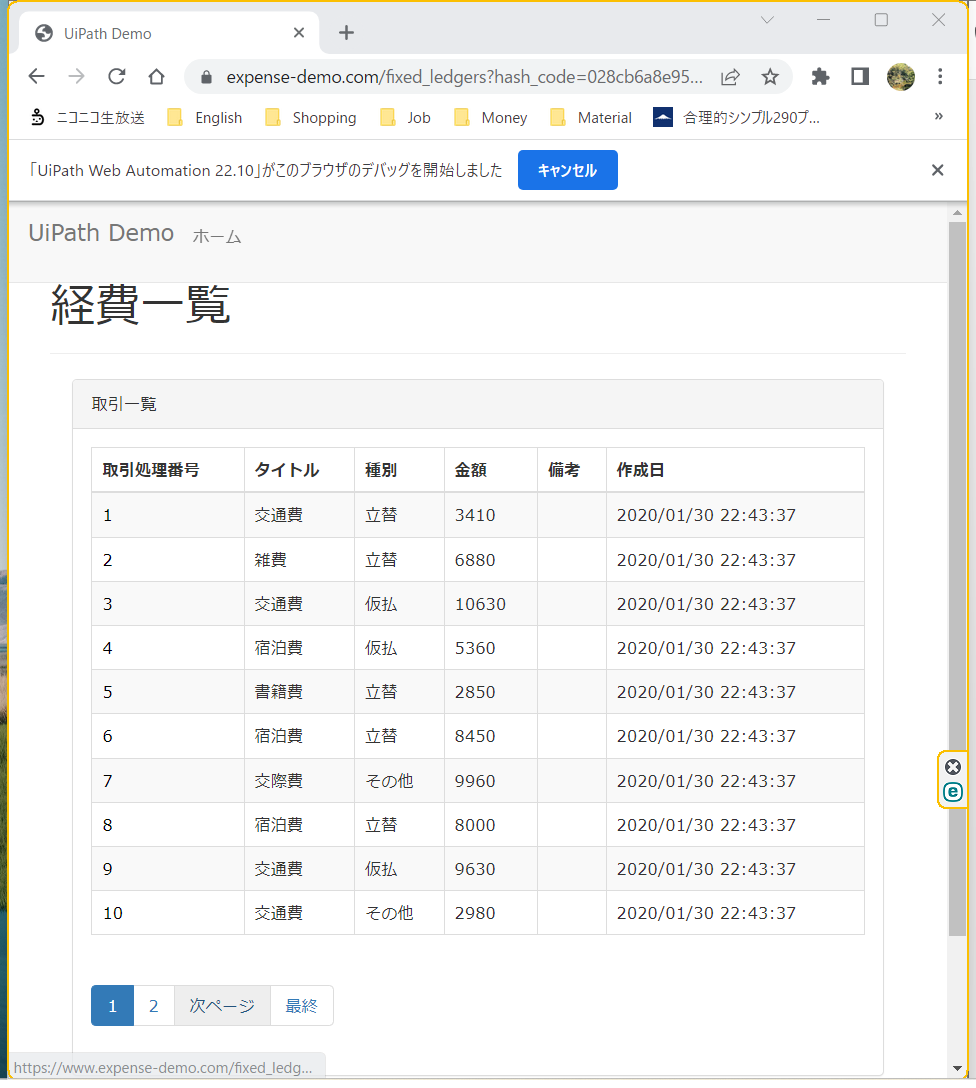 UiPath Demo
expense-demo.com/fixed_ledgers?hash_code=028cb6a8e95...
ニコニコ生放送 English Shopping Job Money Material 合理的シンプル290プ... »
「UiPath Web Automation 22.10」がこのブラウザのデバッグを開始しました キャンセル
UiPath Demo ホーム
経費一覧
取引一覧
取引処理番号 タイトル 種別 金額 備考 作成日
1 交通費 立替 3410 2020/01/30 22:43:37
2 雑費 立替 6880 2020/01/30 22:43:37
3 交通費 仮払 10630 2020/01/30 22:43:37
4 宿泊費 仮払 5360 2020/01/30 22:43:37
5 書籍費 立替 2850 2020/01/30 22:43:37
6 宿泊費 立替 8450 2020/01/30 22:43:37
7 交際費 その他 9960 2020/01/30 22:43:37
8 宿泊費 立替 8000 2020/01/30 22:43:37
9 交通費 仮払 9630 2020/01/30 22:43:37
10 交通費 その他 2980 2020/01/30 22:43:37
1 2 次ページ 最終
https://www.expense-demo.com/fixed_ledg...